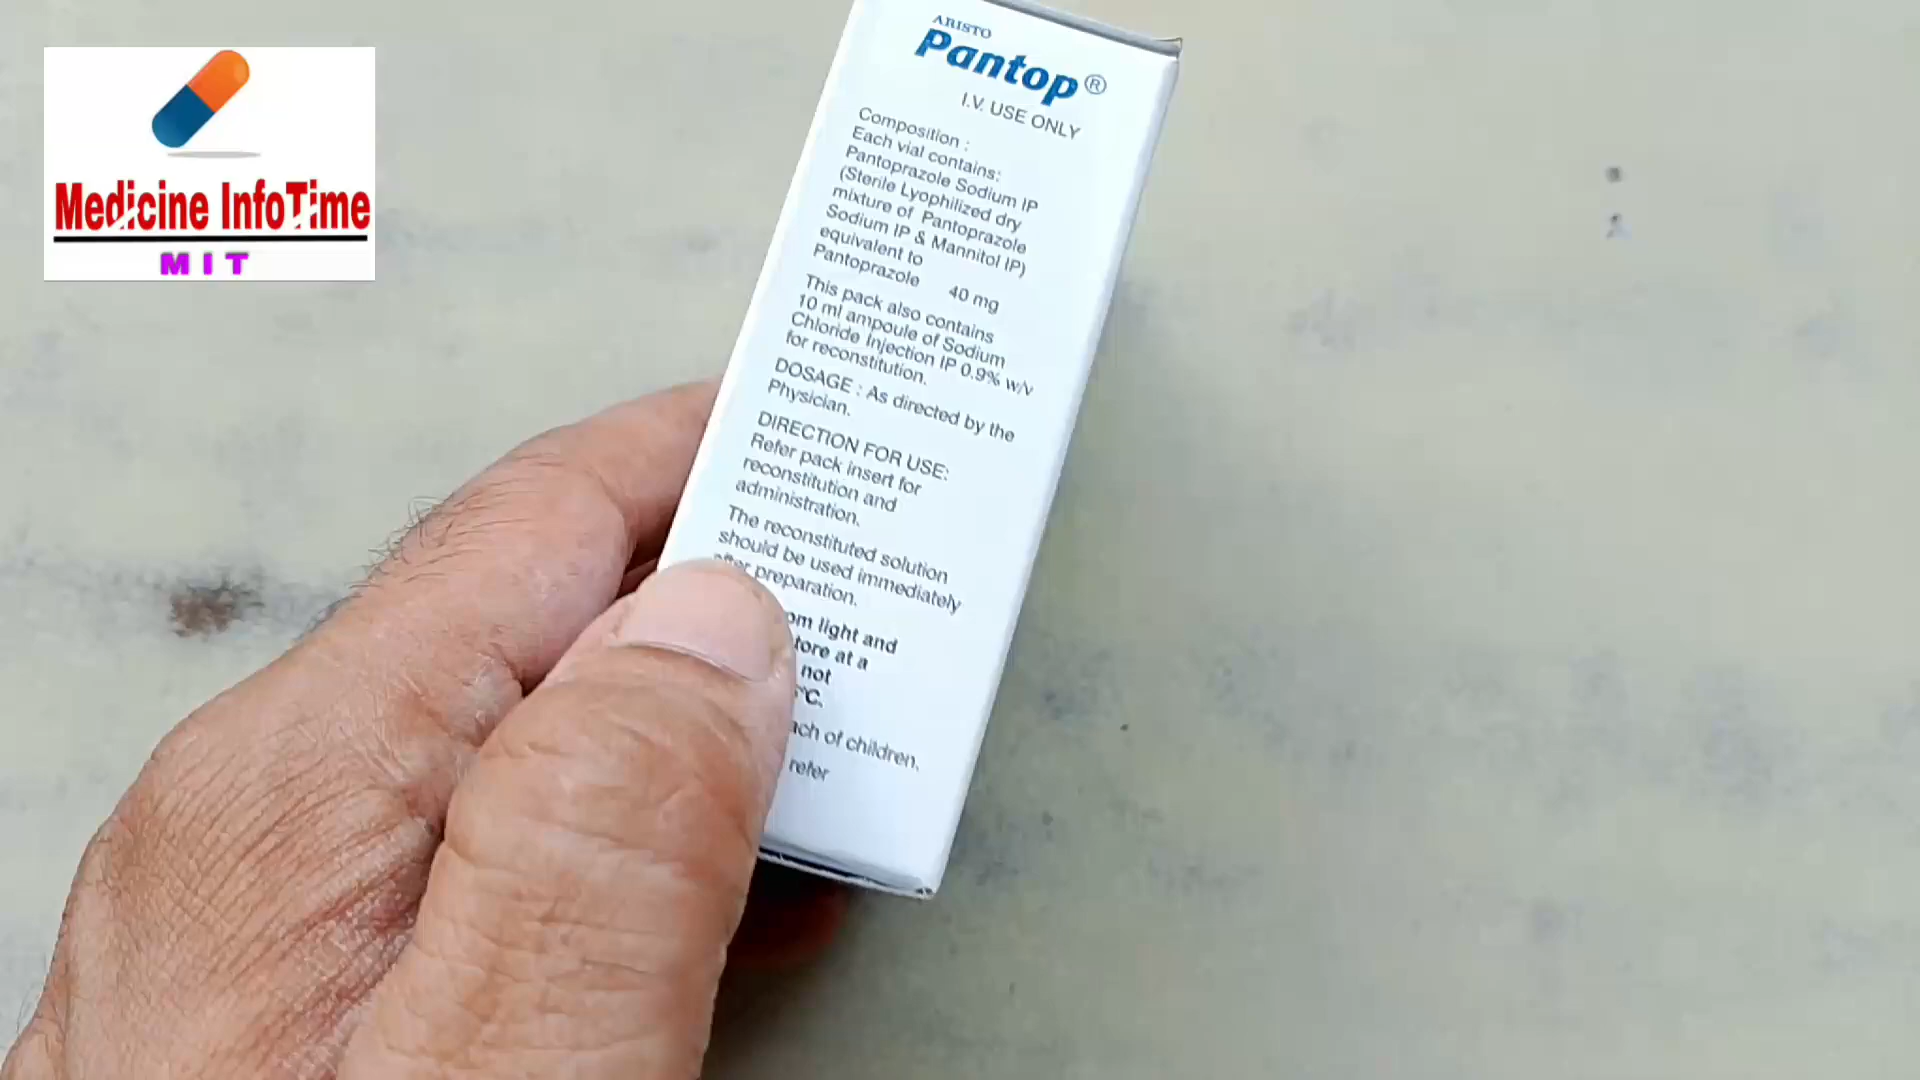 Medicine InfoTime
MIT
ARISTO
Pantop®
I.V. USE ONLY
Composition :
Each vial contains:
Pantoprazole Sodium IP
(Sterile Lyophilized dry
mixture of Pantoprazole
Sodium IP & Mannitol IP)
equivalent to
Pantoprazole 40 mg
This pack also contains
10 ml ampoule of Sodium
Chloride Injection IP 0.9% w/v
for reconstitution.
DOSAGE : As directed by the
Physician.
DIRECTION FOR USE:
Refer pack insert for
reconstitution and
administration.
The reconstituted solution
should be used immediately
after preparation.
light and
at a
not
°C.
of children.
refer